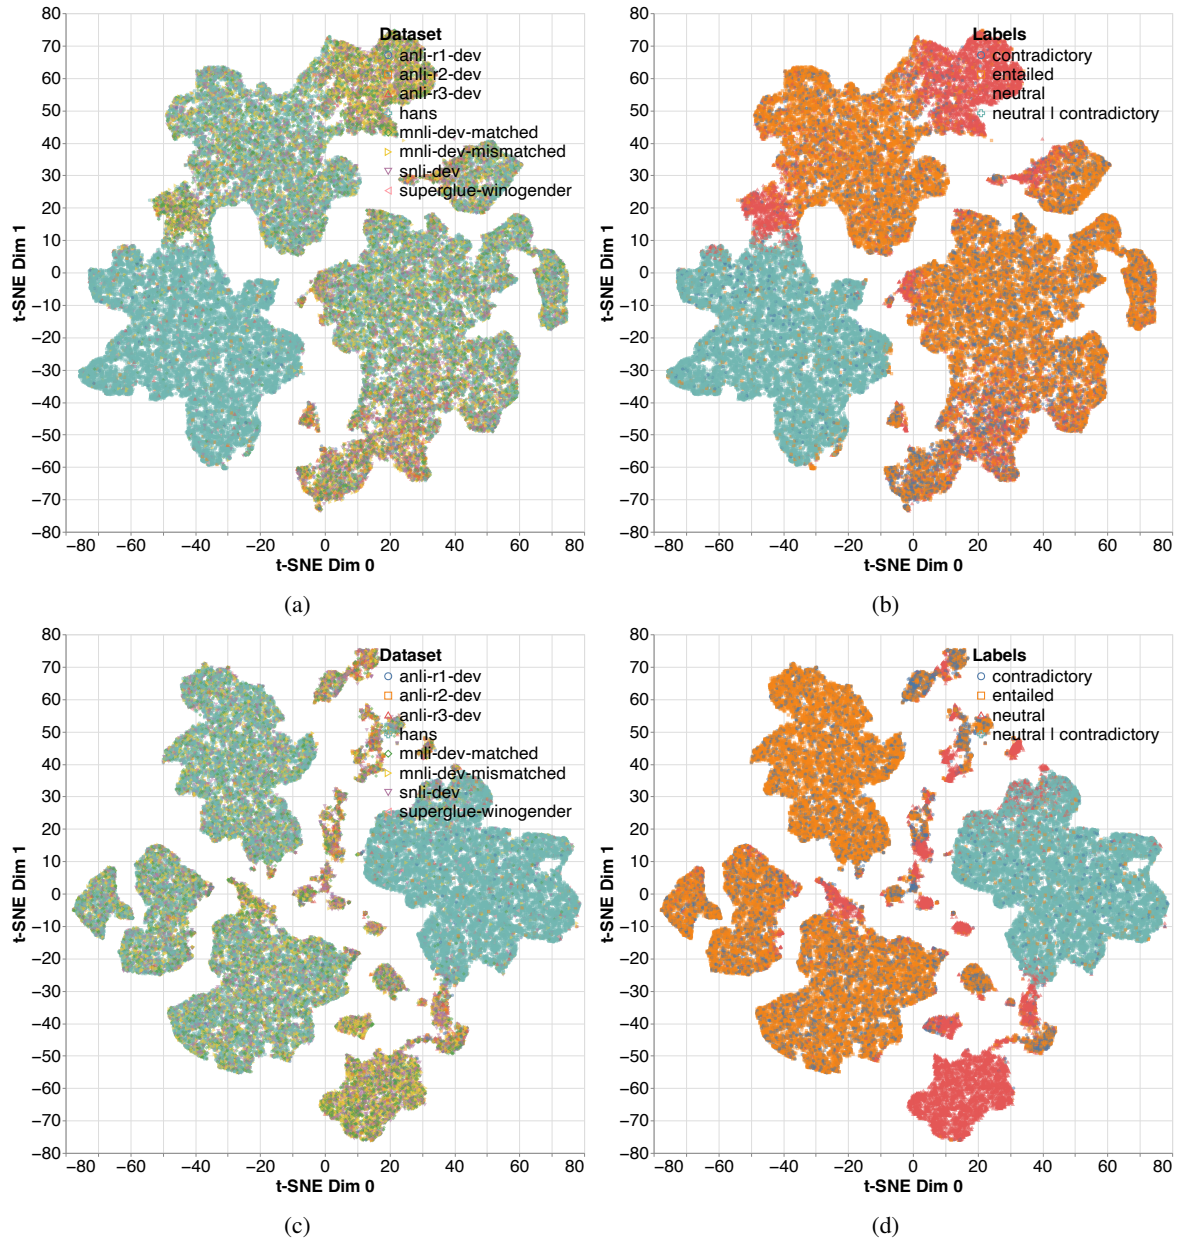 Dataset
anli-r1-dev
anli-r2-dev
anli-r3-dev
hans
mnli-dev-matched
mnli-dev-mismatched
snli-dev
superglue-winogender
80
70
60
50
40
30
20
10
0
−10
−20
−30
−40
−50
−60
−70
−80
t-SNE Dim 1
−80 −60 −40 −20 0 20 40 60 80
t-SNE Dim 0
(a)
Labels
contradictory
entailed
neutral
neutral | contradictory
80
70
60
50
40
30
20
10
0
−10
−20
−30
−40
−50
−60
−70
−80
t-SNE Dim 1
−80 −60 −40 −20 0 20 40 60 80
t-SNE Dim 0
(b)
Dataset
anli-r1-dev
anli-r2-dev
anli-r3-dev
hans
mnli-dev-matched
mnli-dev-mismatched
snli-dev
superglue-winogender
80
70
60
50
40
30
20
10
0
−10
−20
−30
−40
−50
−60
−70
−80
t-SNE Dim 1
−80 −60 −40 −20 0 20 40 60 80
t-SNE Dim 0
(c)
Labels
contradictory
entailed
neutral
neutral | contradictory
80
70
60
50
40
30
20
10
0
−10
−20
−30
−40
−50
−60
−70
−80
t-SNE Dim 1
−80 −60 −40 −20 0 20 40 60 80
t-SNE Dim 0
(d)